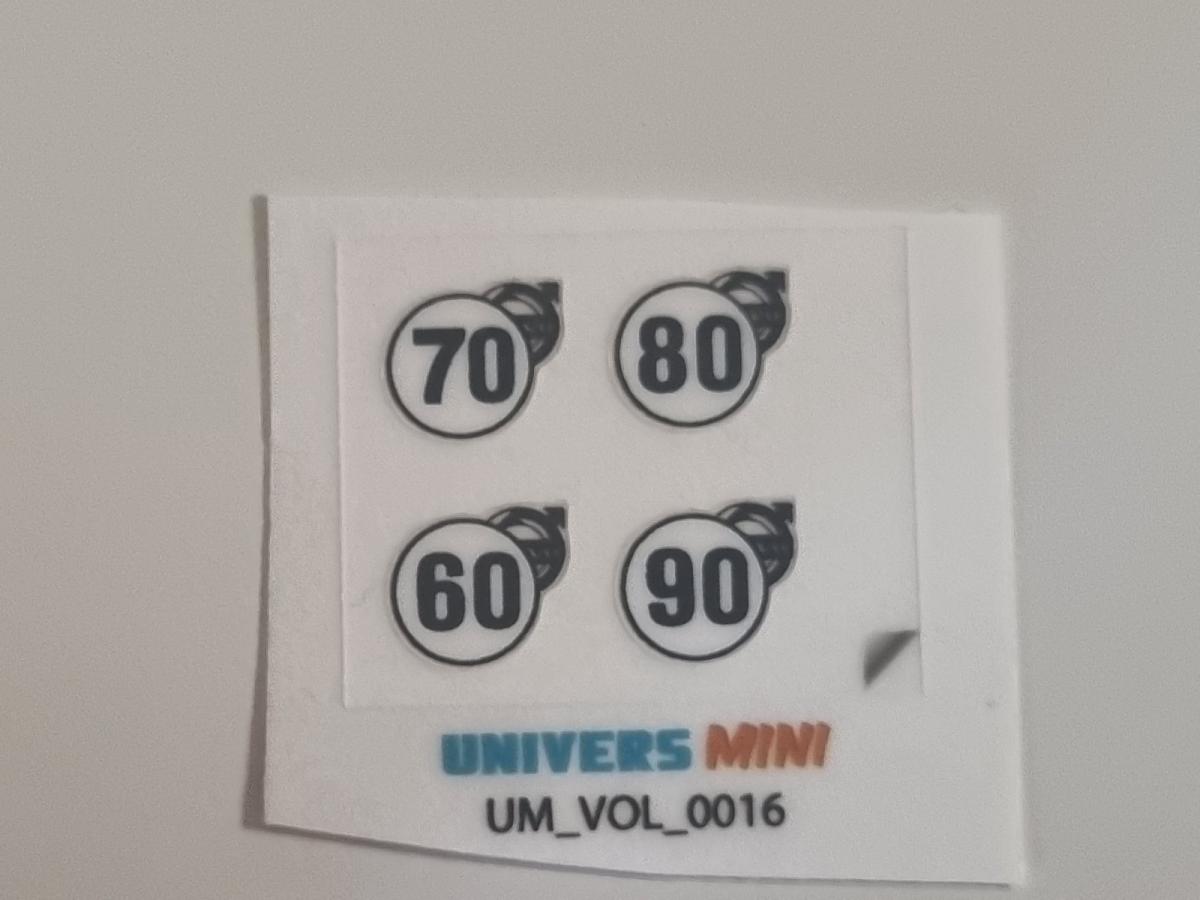 70 80
60 90
UNIVERS MINI
UM_VOL_0016